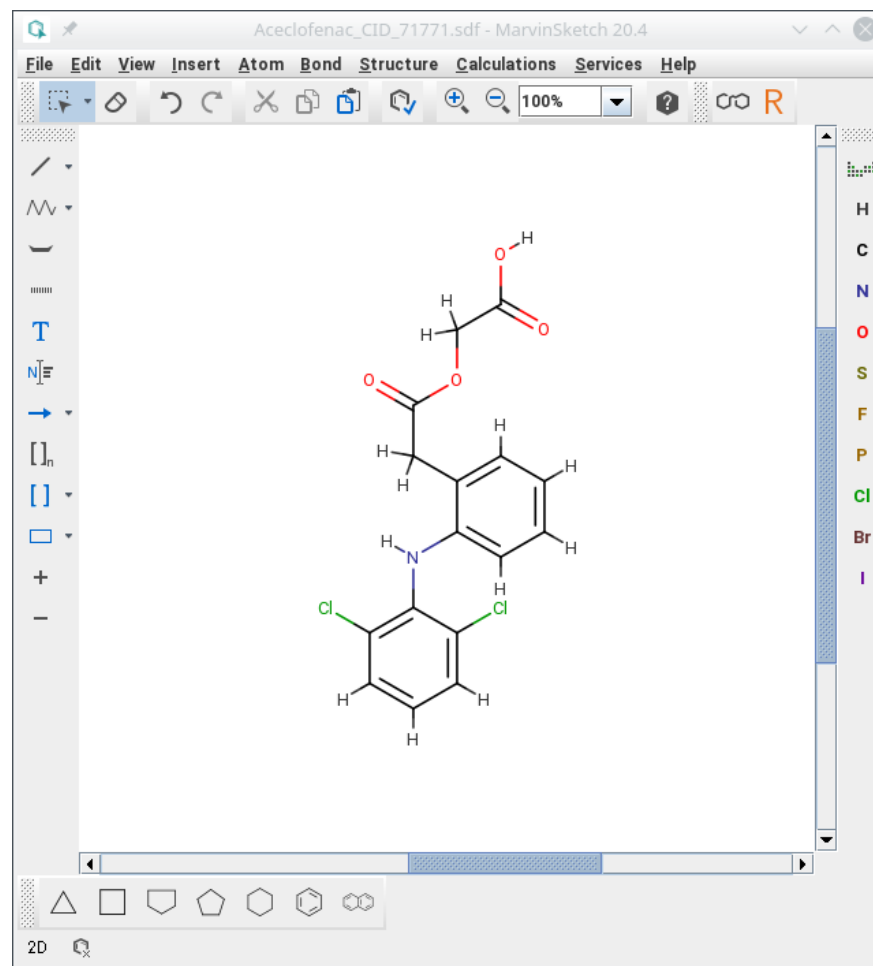 Aceclofenac_CID_71771.sdf - MarvinSketch 20.4
File Edit View Insert Atom Bond Structure Calculations Services Help
100% ? R
H
C
N
O
S
F
P
Cl
Br
I
T
N
[ ]n
[ ]
+
−
H
O
H
H
O
O
O
H
H
H
H
H
H
N
H
H
Cl
Cl
H
H
H
2D